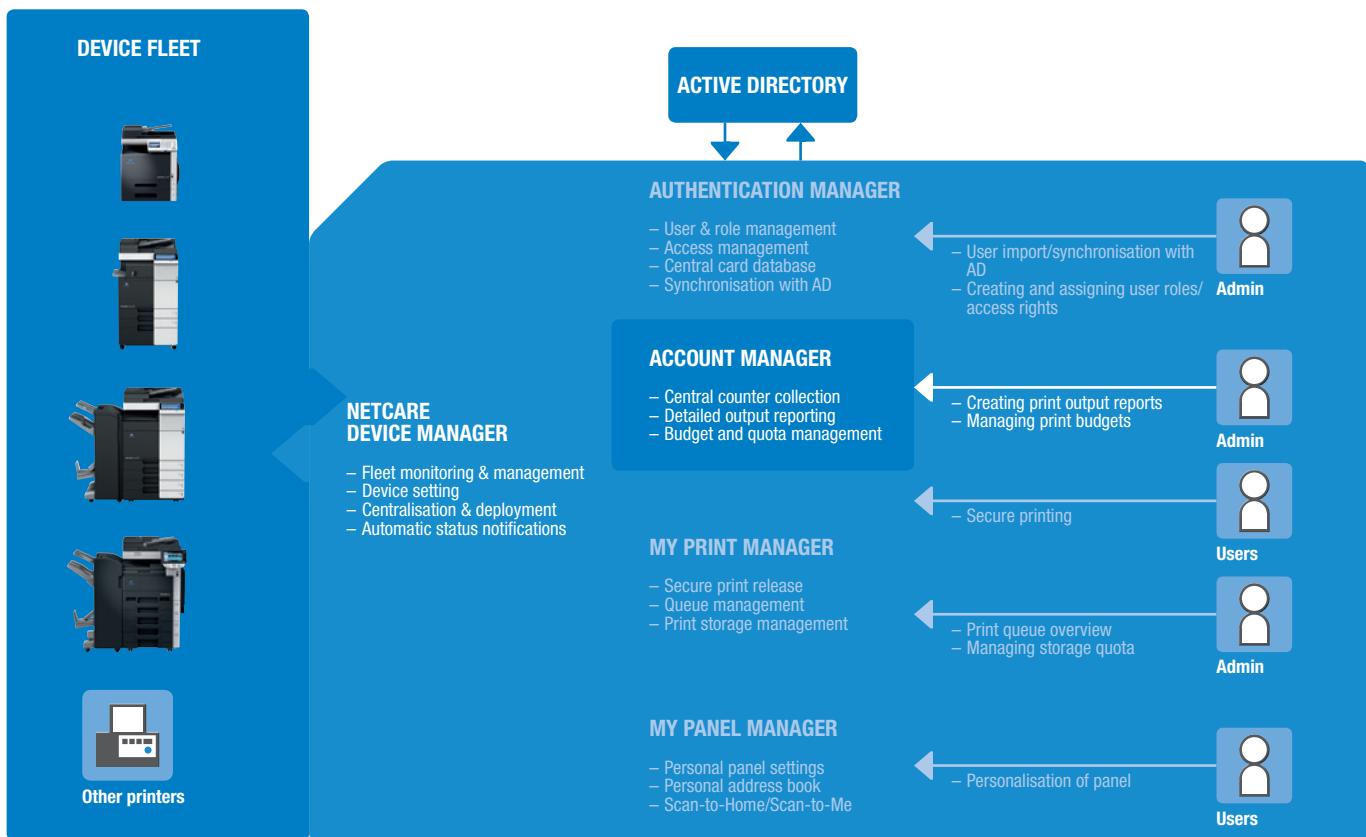 DEVICE FLEET
Other printers
ACTIVE DIRECTORY
NETCARE
DEVICE MANAGER
– Fleet monitoring & management
– Device setting
– Centralisation & deployment
– Automatic status notifications
AUTHENTICATION MANAGER
– User & role management
– Access management
– Central card database
– Synchronisation with AD
– User import/synchronisation with
AD
– Creating and assigning user roles/
access rights
Admin
ACCOUNT MANAGER
– Central counter collection
– Detailed output reporting
– Budget and quota management
– Creating print output reports
– Managing print budgets
Admin
– Secure printing
Users
MY PRINT MANAGER
– Secure print release
– Queue management
– Print storage management
– Print queue overview
– Managing storage quota
Admin
MY PANEL MANAGER
– Personal panel settings
– Personal address book
– Scan-to-Home/Scan-to-Me
– Personalisation of panel
Users